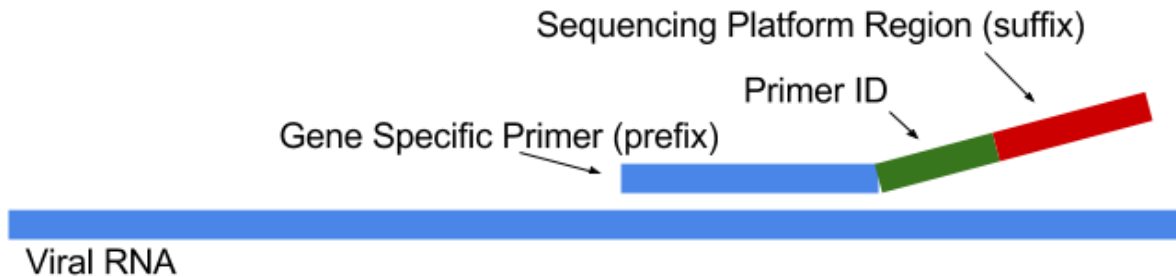 Sequencing Platform Region (suffix)
Primer ID
Gene Specific Primer (prefix)
Viral RNA